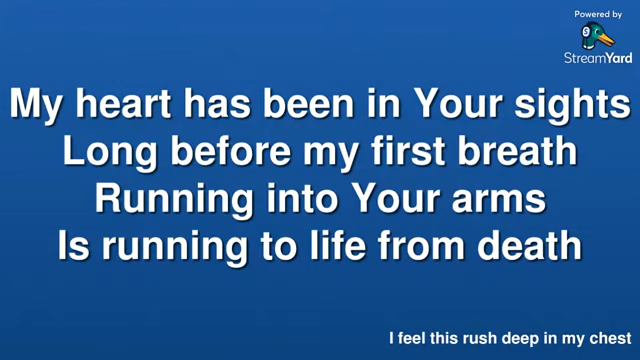 Powered by
StreamYard
My heart has been in Your sights
Long before my first breath
Running into Your arms
Is running to life from death
I feel this rush deep in my chest